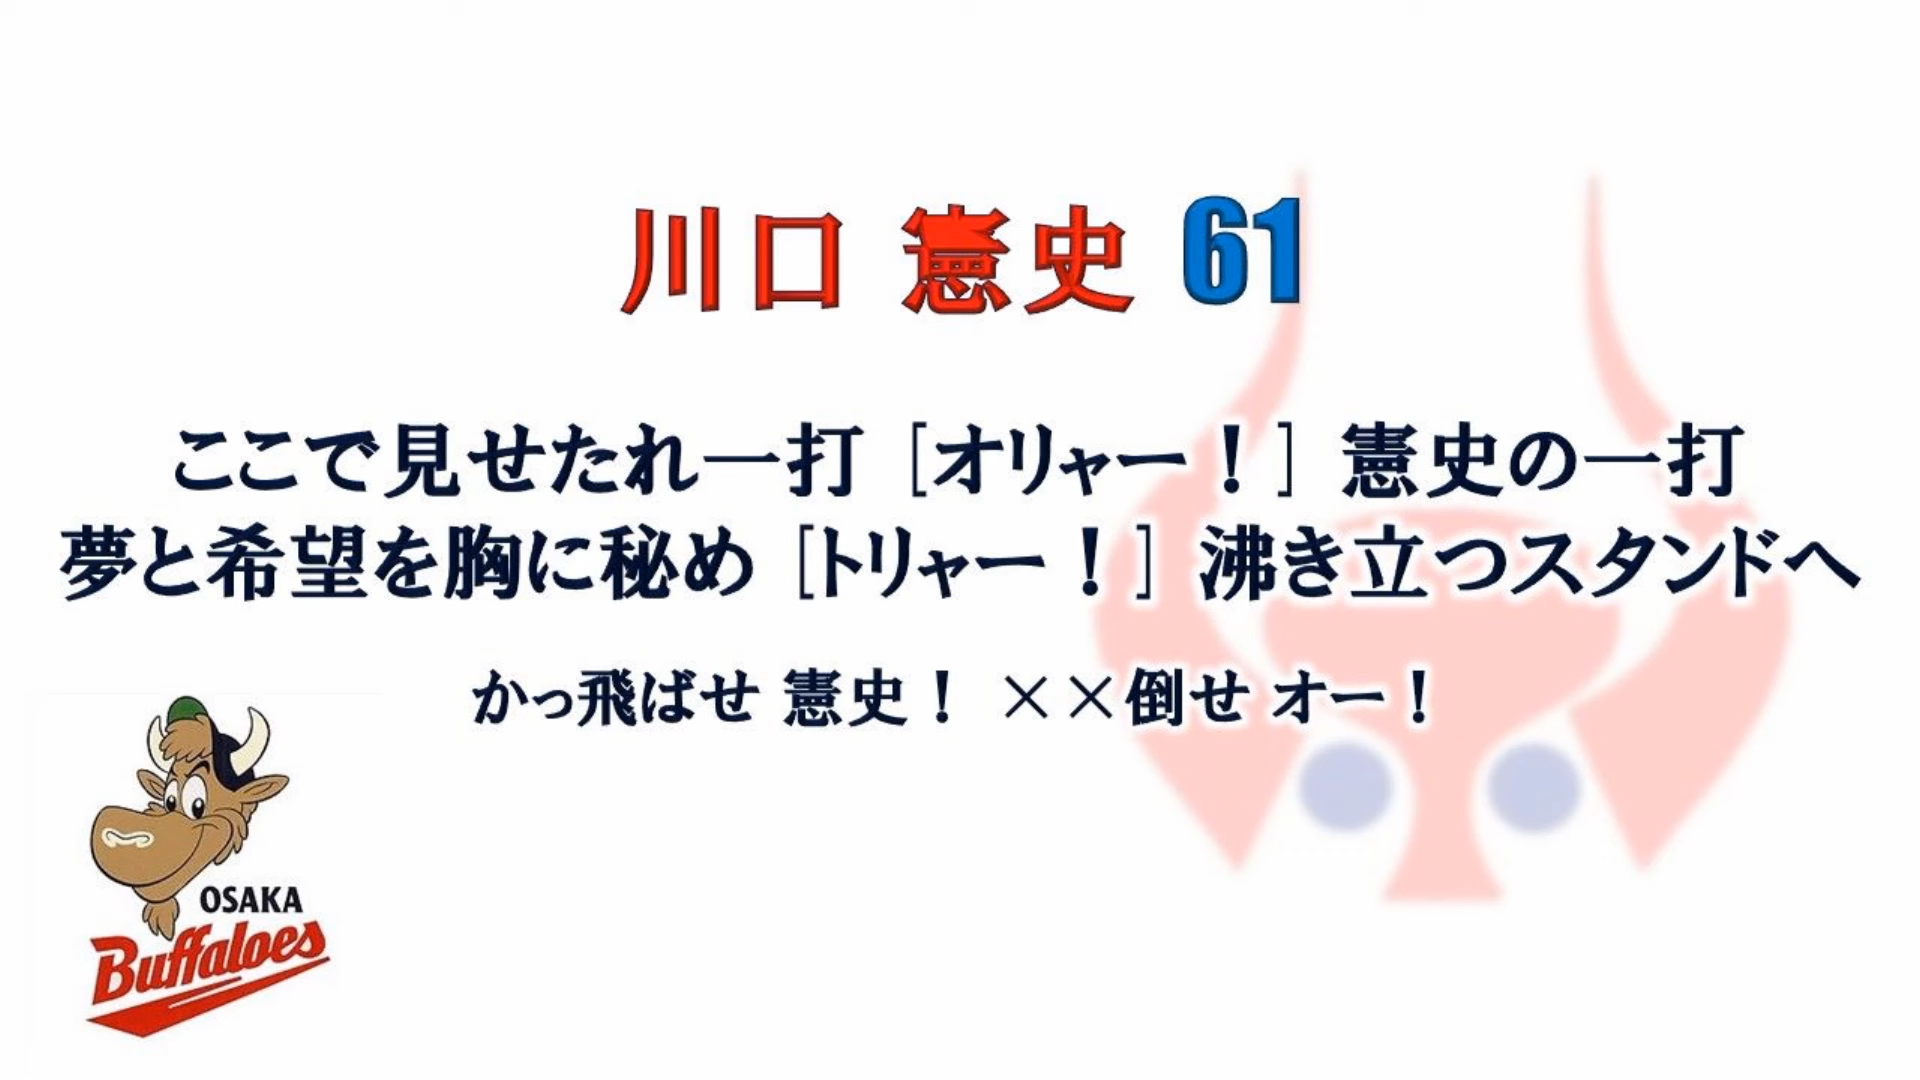 川口 憲史 61
ここで見せたれ一打 [オリャー！] 憲史の一打
夢と希望を胸に秘め [トリャー！] 沸き立つスタンドへ
かっ飛ばせ 憲史！ ××倒せ オー！
OSAKA
Buffaloes